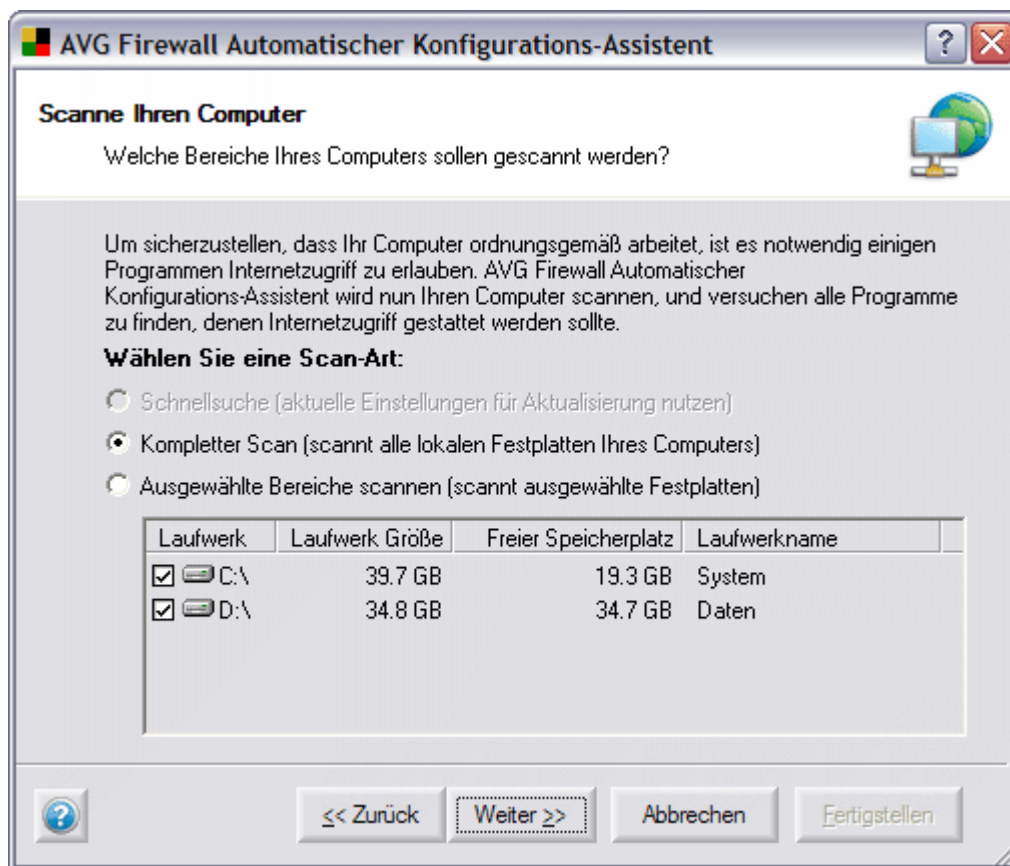 AVG Firewall Automatischer Konfigurations-Assistent
Scanne Ihren Computer
Welche Bereiche Ihres Computers sollen gescannt werden?
Um sicherzustellen, dass Ihr Computer ordnungsgemäß arbeitet, ist es notwendig einigen
Programmen Internetzugriff zu erlauben. AVG Firewall Automatischer
Konfigurations-Assistent wird nun Ihren Computer scannen, und versuchen alle Programme
zu finden, denen Internetzugriff gestattet werden sollte.
Wählen Sie eine Scan-Art:
Schnellsuche (aktuelle Einstellungen für Aktualisierung nutzen)
Kompletter Scan (scannt alle lokalen Festplatten Ihres Computers)
Ausgewählte Bereiche scannen (scannt ausgewählte Festplatten)
Laufwerk Laufwerk Größe Freier Speicherplatz Laufwerkname
C:\ 39.7 GB 19.3 GB System
D:\ 34.8 GB 34.7 GB Daten
<< Zurück Weiter >> Abbrechen Fertigstellen